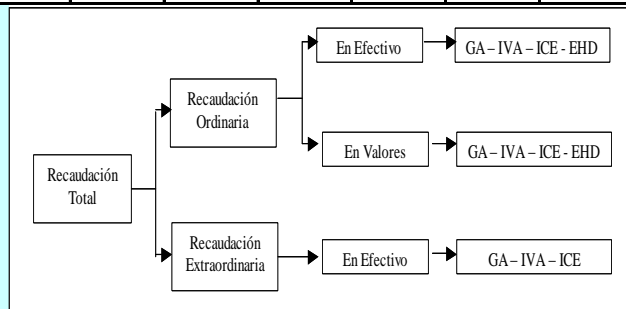 En Efectivo
GA – IVA – ICE - EHD
Recaudación
Ordinaria
En Valores
GA – IVA – ICE - EHD
Recaudación
Total
Recaudación
Extraordinaria
En Efectivo
GA – IVA – ICE